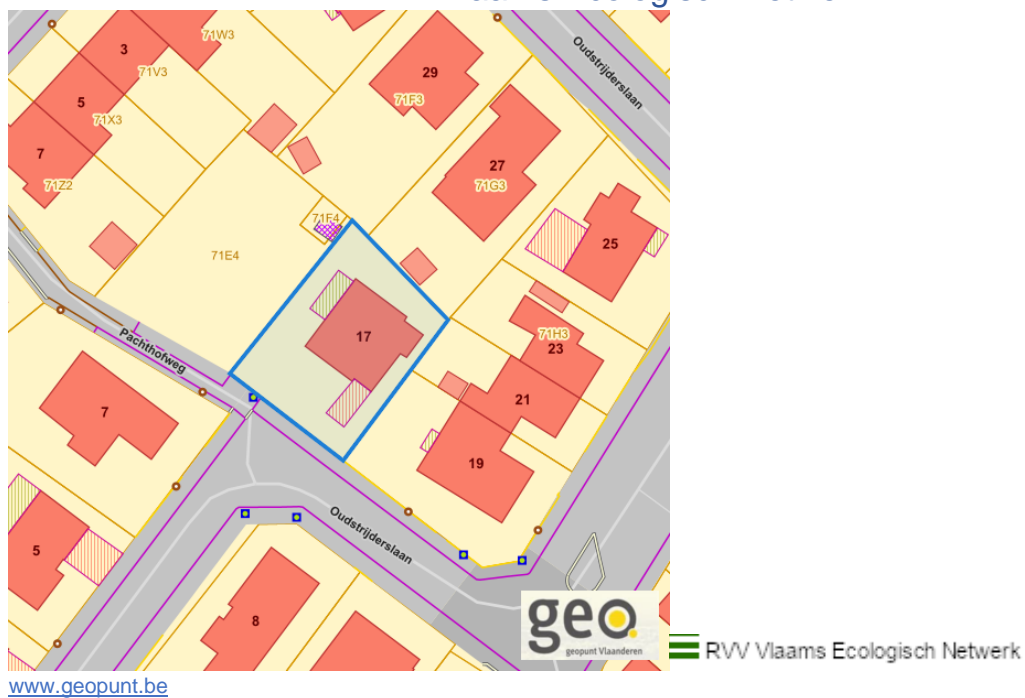 71W3
3
71V3
29
Oudstrijderslaan
5
71X3
71F3
7
27
71Z2
71G3
71F4
25
71E4
17
71H3
23
Pachthofweg
7
21
19
Oudstrijderslaan
5
8
geo
geopunt Vlaanderen
RVV Vlaams Ecologisch Netwerk
www.geopunt.be